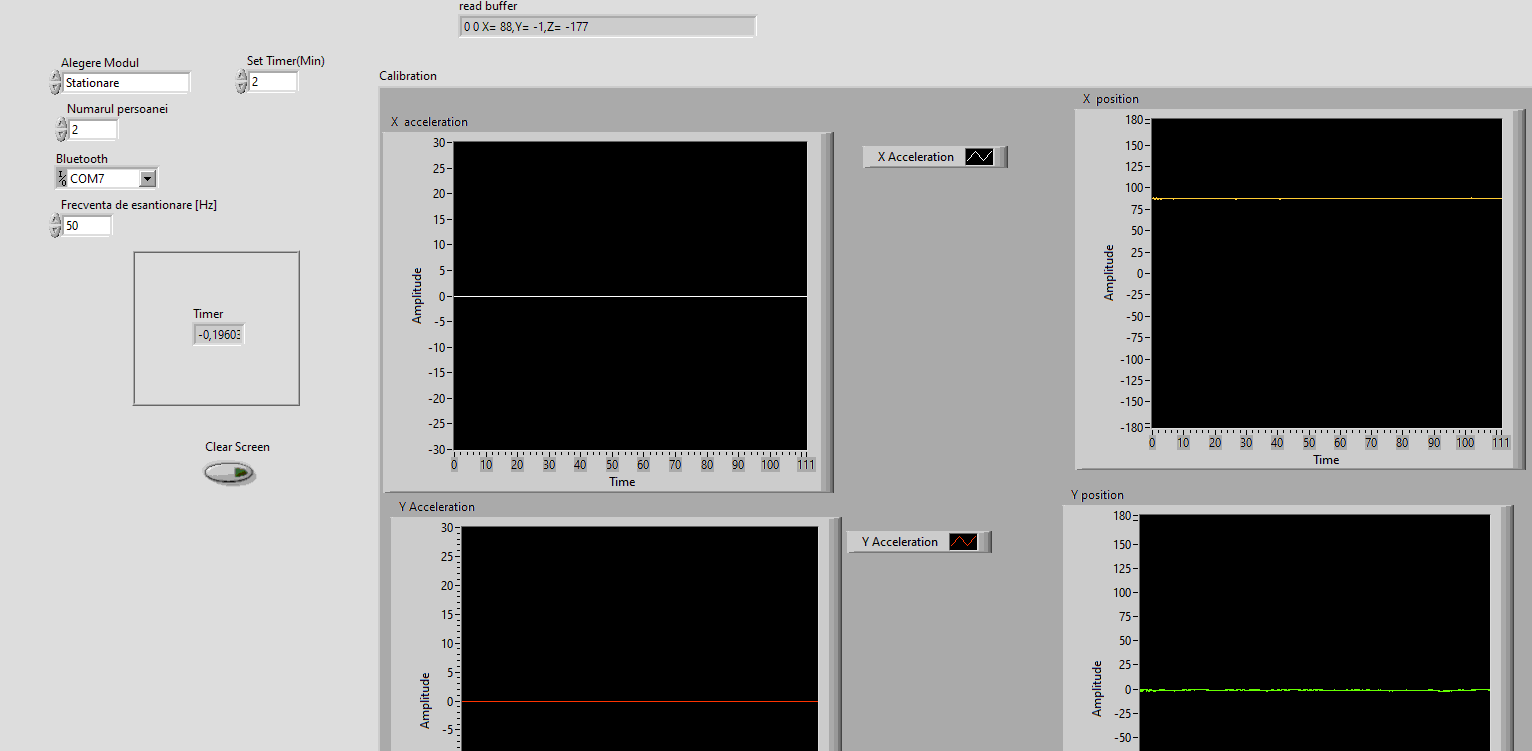 read buffer
0 0 X= 88,Y= -1,Z= -177
Alegere Modul
Stationare
Set Timer(Min)
2
Numarul persoanei
2
Bluetooth
I/0 COM7
Frecventa de esantionare [Hz]
50
Timer
-0,19603
Clear Screen
Calibration
X acceleration
30
25
20
15
10
5
0
-5
-10
-15
-20
-25
-30
Amplitude
0 10 20 30 40 50 60 70 80 90 100 111
Time
X Acceleration
X position
180
150
125
100
75
50
25
0
-25
-50
-75
-100
-125
-150
-180
Amplitude
0 10 20 30 40 50 60 70 80 90 100 111
Time
Y Acceleration
30
25
20
15
10
5
0
-5
Amplitude
Y Acceleration
Y position
180
150
125
100
75
50
25
0
-25
-50
Amplitude